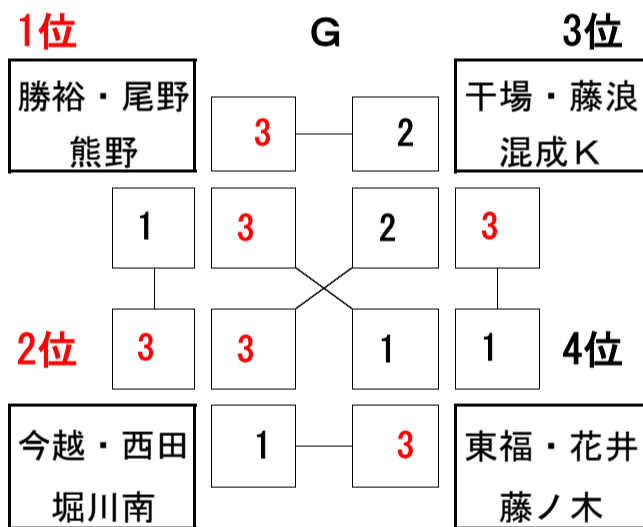 1位 G 3位
勝裕・尾野 干場・藤浪
熊野 3 2 混成K
1 3 2 3
2位 3 3 1 1 4位
今越・西田 1 3 東福・花井
堀川南 藤ノ木